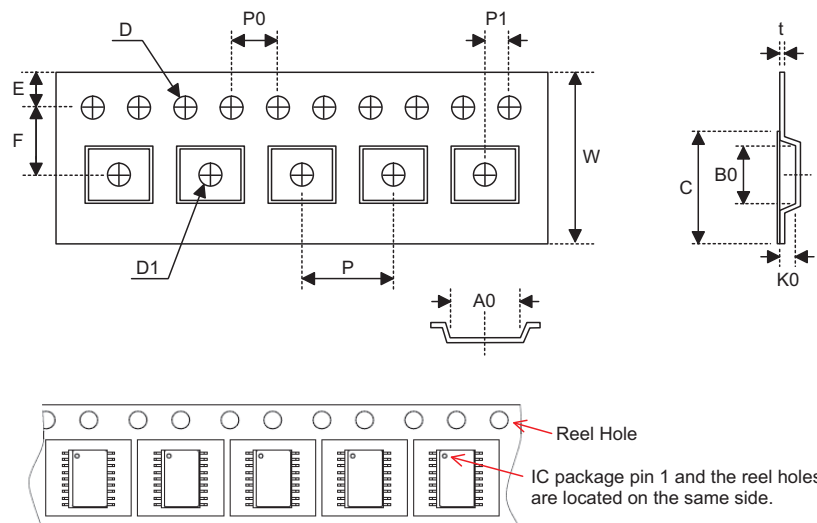 D
P0
P1
t
E
F
W
C
B0
D1
P
K0
A0
Reel Hole
IC package pin 1 and the reel holes
are located on the same side.